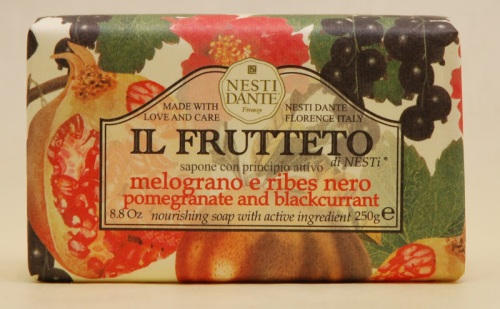 NESTI
DANTE
Firenze
MADE WITH
LOVE AND CARE
NESTI DANTE
FLORENCE ITALY
IL FRUTTETO
di NESTi*
sapone con principio attivo
melograno e ribes nero
pomegranate and blackcurrant
8.8 Oz nourishing soap with active ingredient 250g e